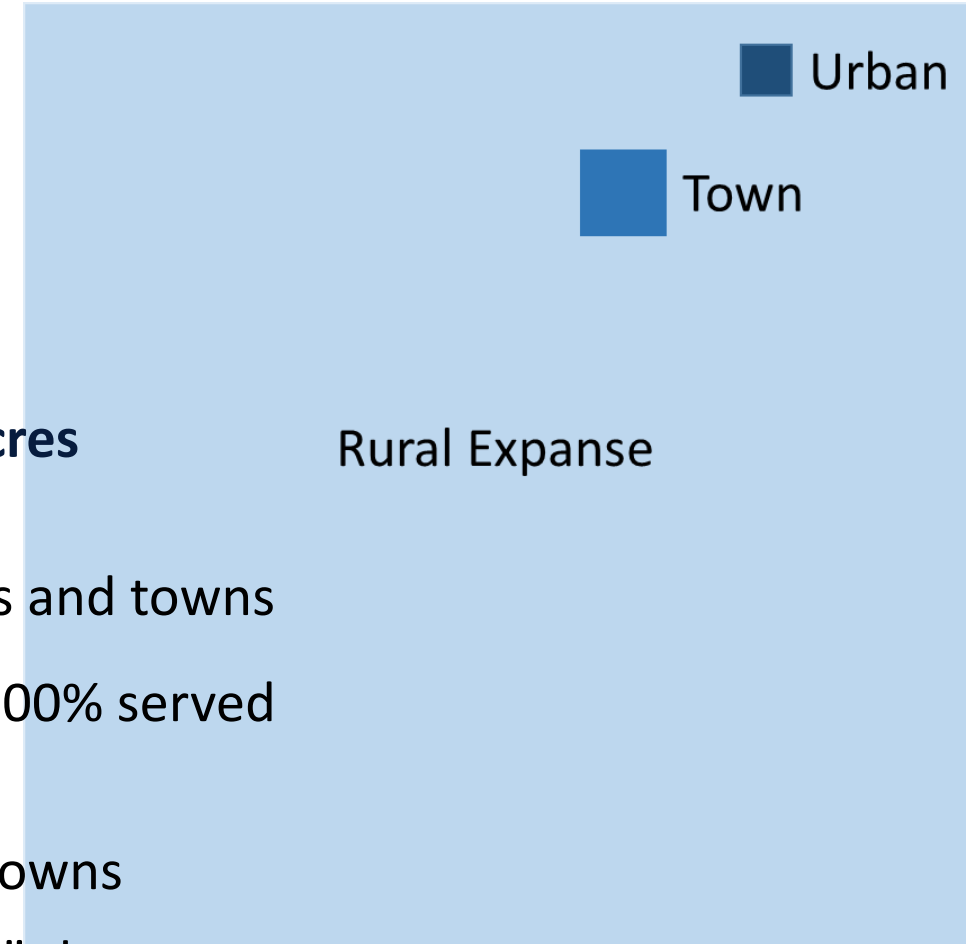 Urban
Town
cres
Rural Expanse
s and towns
00% served
owns